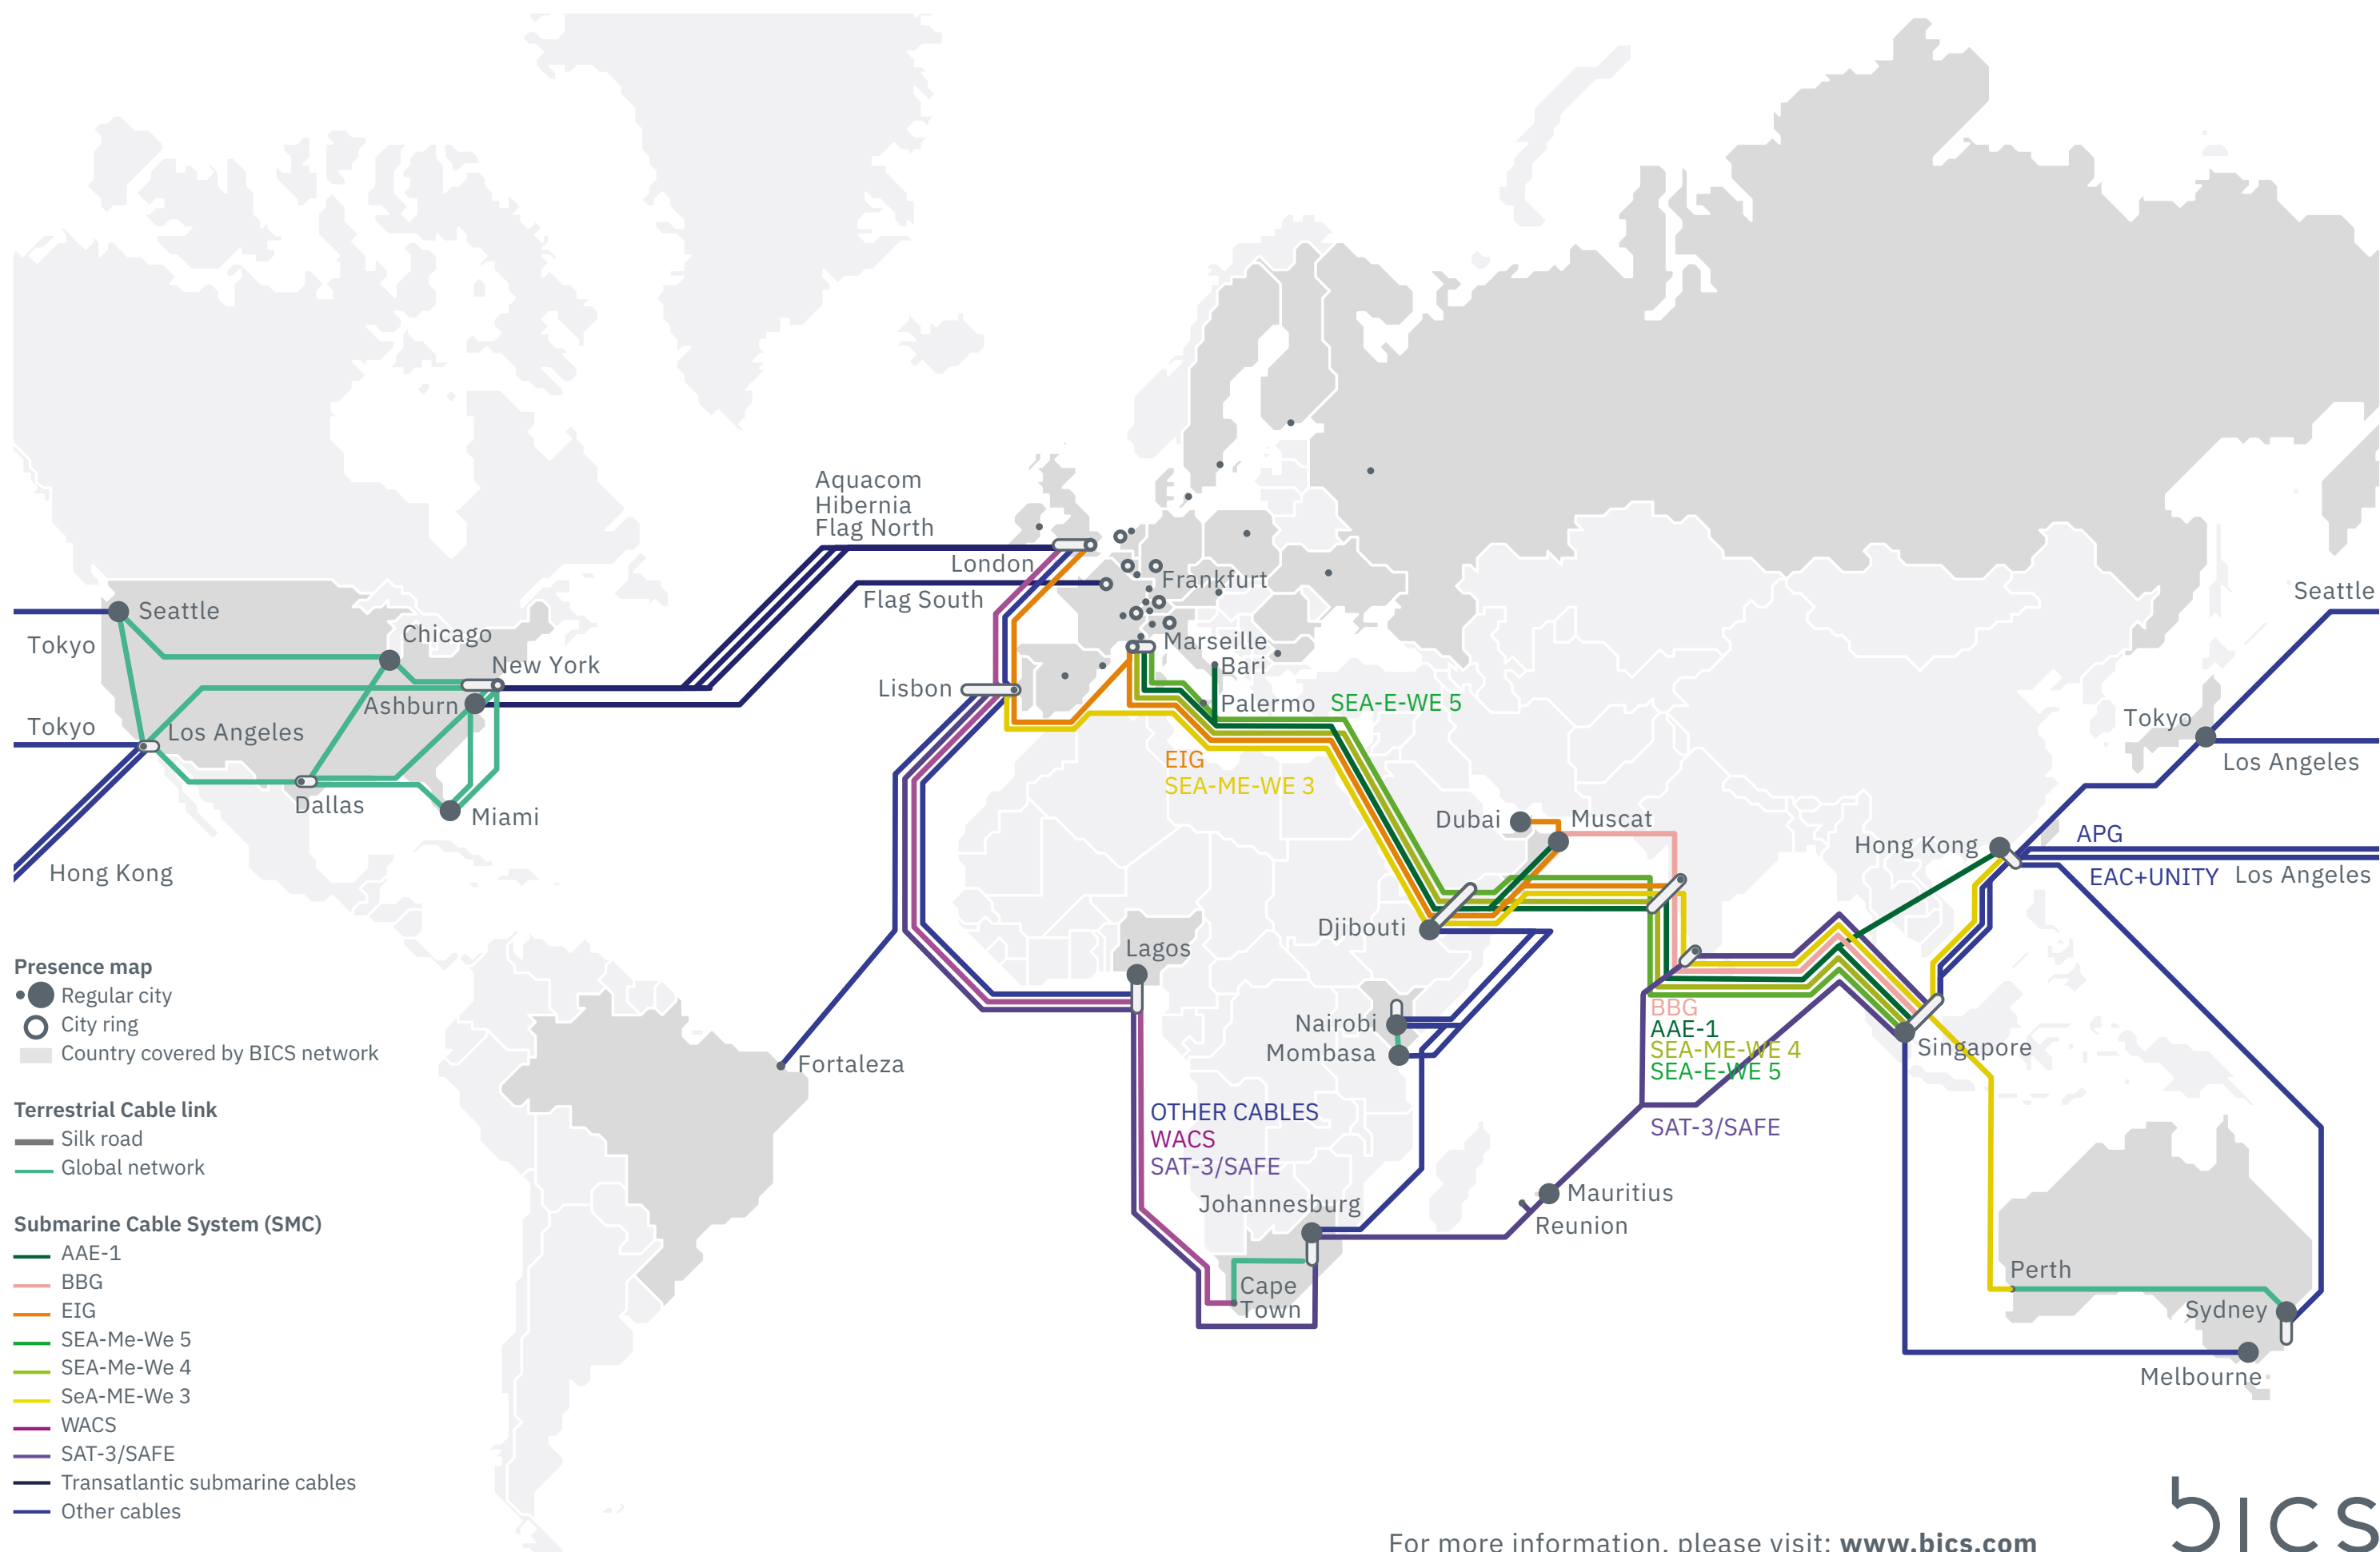 Aquacom
Hibernia
Flag North
London
Flag South
Frankfurt
Marseille
Bari
Palermo
SEA-E-WE 5
Lisbon
EIG
SEA-ME-WE 3
Seattle
Tokyo
Chicago
New York
Ashburn
Tokyo
Los Angeles
Dallas
Miami
Hong Kong
Seattle
Tokyo
Los Angeles
Dubai
Muscat
Hong Kong
APG
EAC+UNITY
Los Angeles
Djibouti
Lagos
Nairobi
Mombasa
BBG
AAE-1
SEA-ME-WE 4
SEA-E-WE 5
Singapore
Fortaleza
OTHER CABLES
WACS
SAT-3/SAFE
SAT-3/SAFE
Johannesburg
Mauritius
Reunion
Cape
Town
Perth
Sydney
Melbourne
Presence map
Regular city
City ring
Country covered by BICS network
Terrestrial Cable link
Silk road
Global network
Submarine Cable System (SMC)
AAE-1
BBG
EIG
SEA-Me-We 5
SEA-Me-We 4
SeA-ME-We 3
WACS
SAT-3/SAFE
Transatlantic submarine cables
Other cables
For more information, please visit: www.bics.com
bics